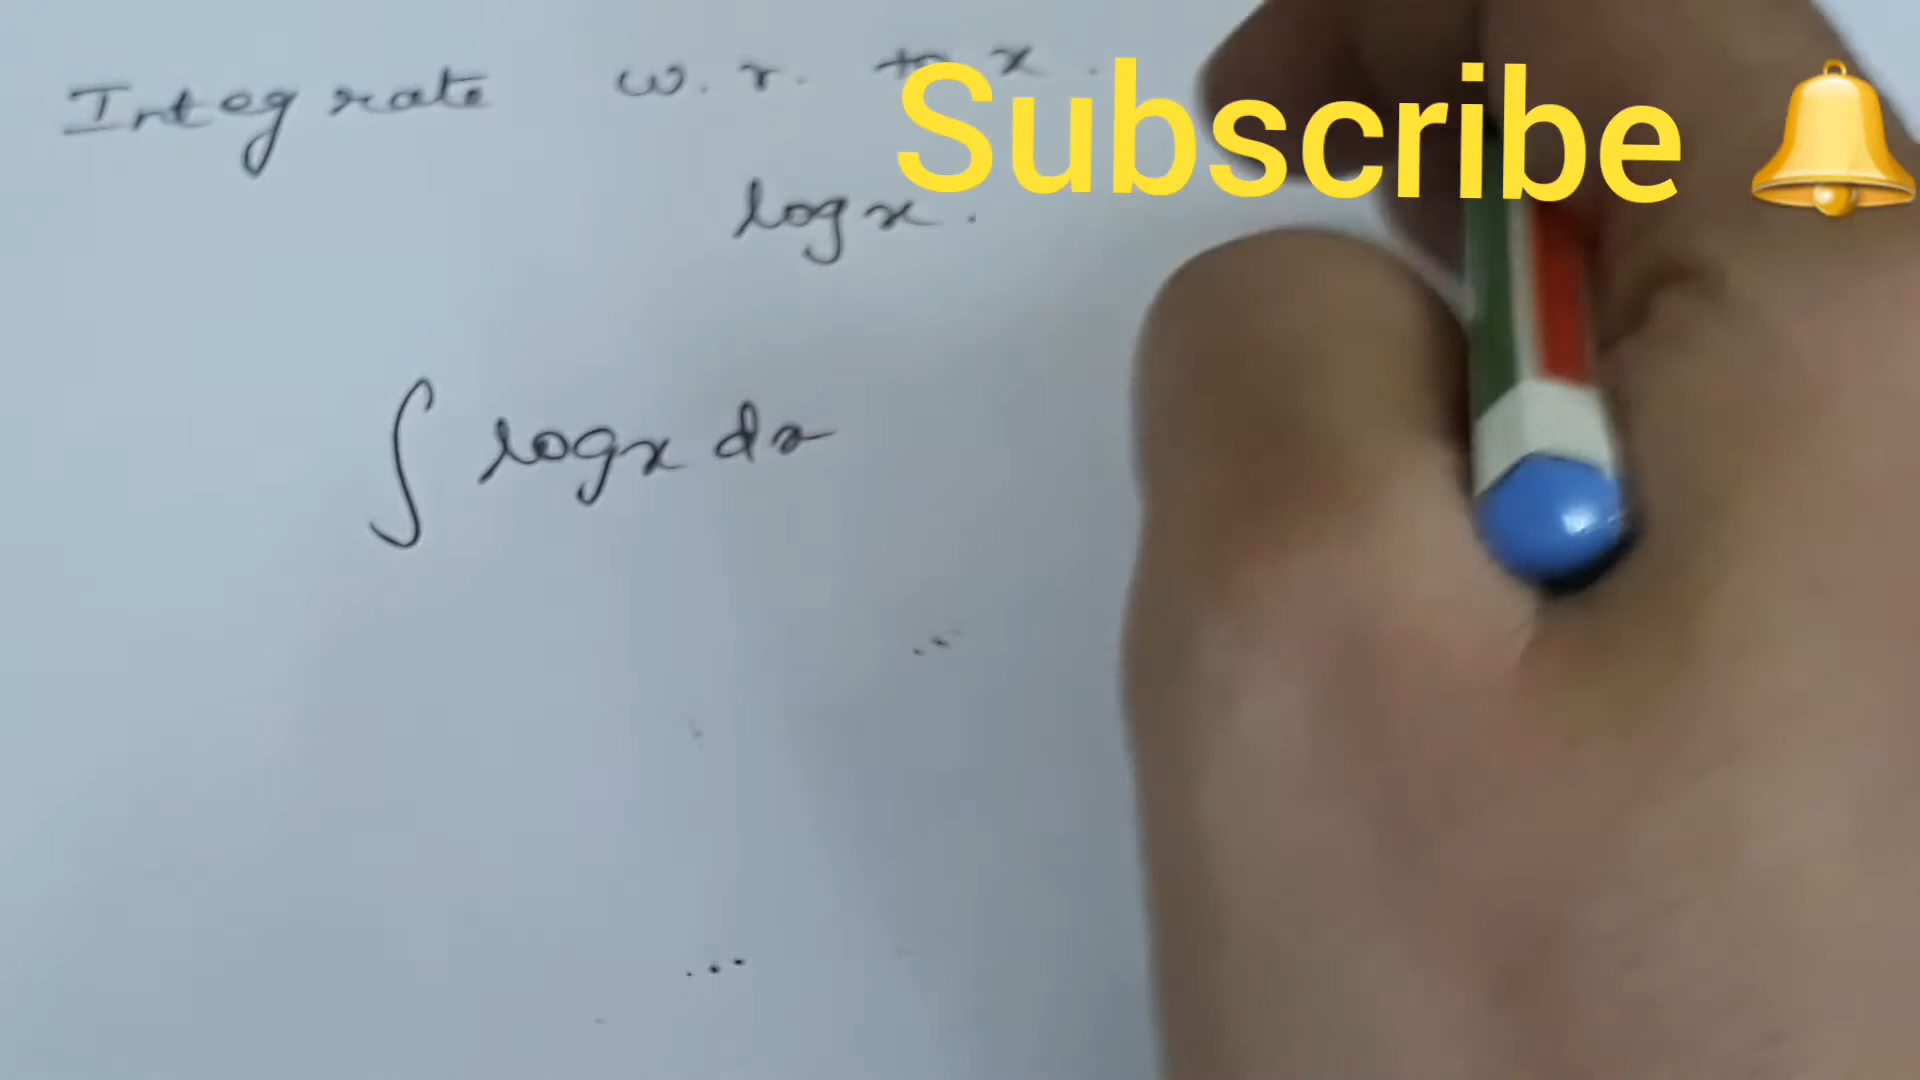 Integrate w.r. to x.
Subscribe 🔔
log x.
∫ log x dx